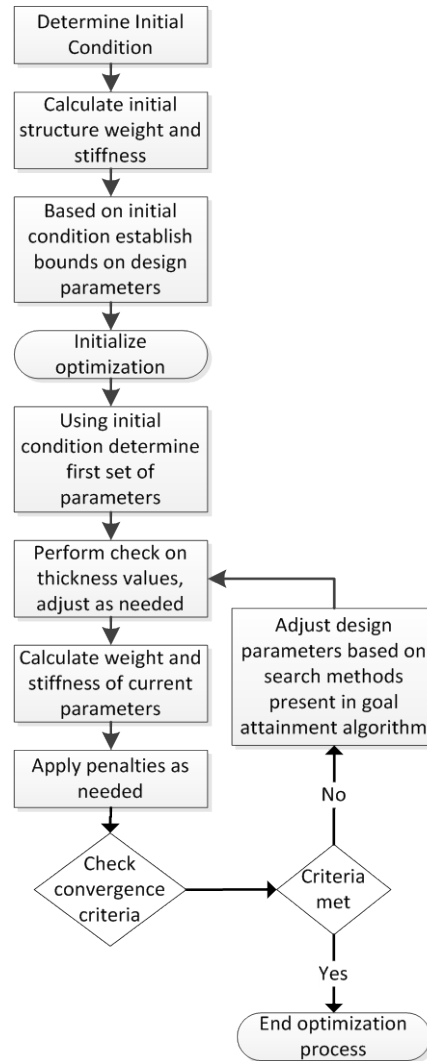 Determine Initial
Condition
Calculate initial
structure weight and
stiffness
Based on initial
condition establish
bounds on design
parameters
Initialize
optimization
Using initial
condition determine
first set of
parameters
Perform check on
thickness values,
adjust as needed
Calculate weight and
stiffness of current
parameters
Apply penalties as
needed
Check
convergence
criteria
Criteria
met
No
Adjust design
parameters based on
search methods
present in goal
attainment algorithm
Yes
End optimization
process